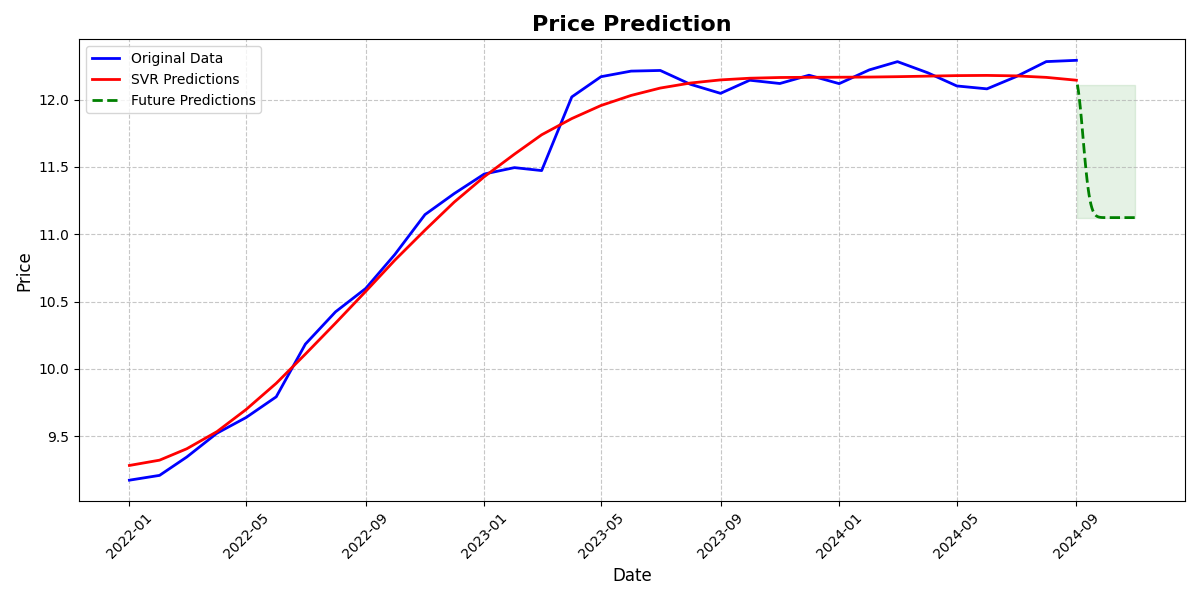 Price Prediction
Original Data
SVR Predictions
Future Predictions
Price
12.0
11.5
11.0
10.5
10.0
9.5
2022-01
2022-05
2022-09
2023-01
2023-05
2023-09
2024-01
2024-05
2024-09
Date